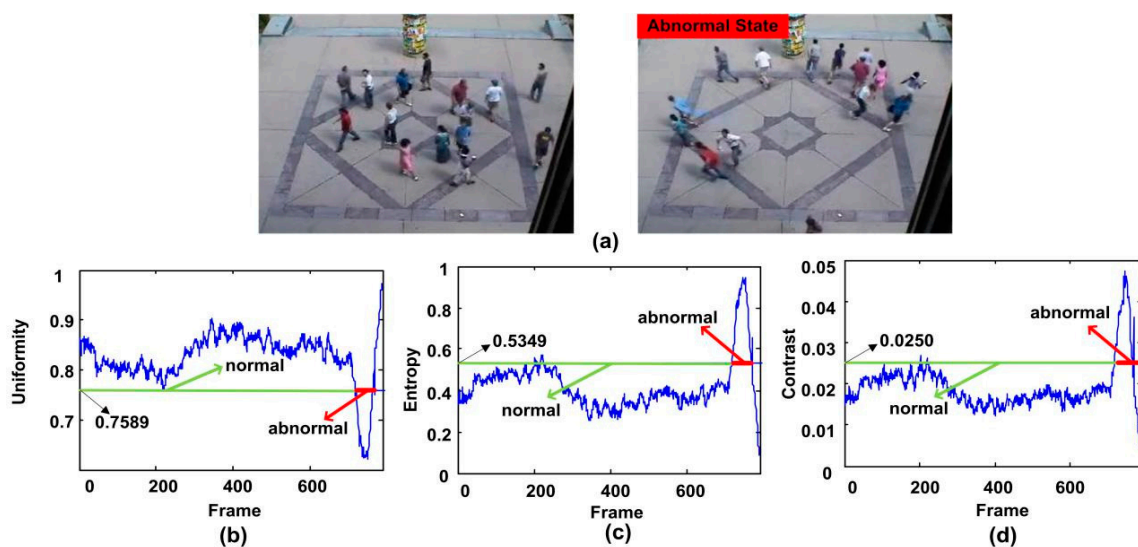 Abnormal State
(a)
1
0.9
0.8
0.7
Uniformity
normal
abnormal
0.7589
0
200
400
600
Frame
(b)
1
0.8
0.6
0.4
0.2
0
Entropy
0.5349
abnormal
normal
0
200
400
600
Frame
(c)
0.05
0.04
0.03
0.02
0.01
0
Contrast
0.0250
abnormal
normal
0
200
400
600
Frame
(d)